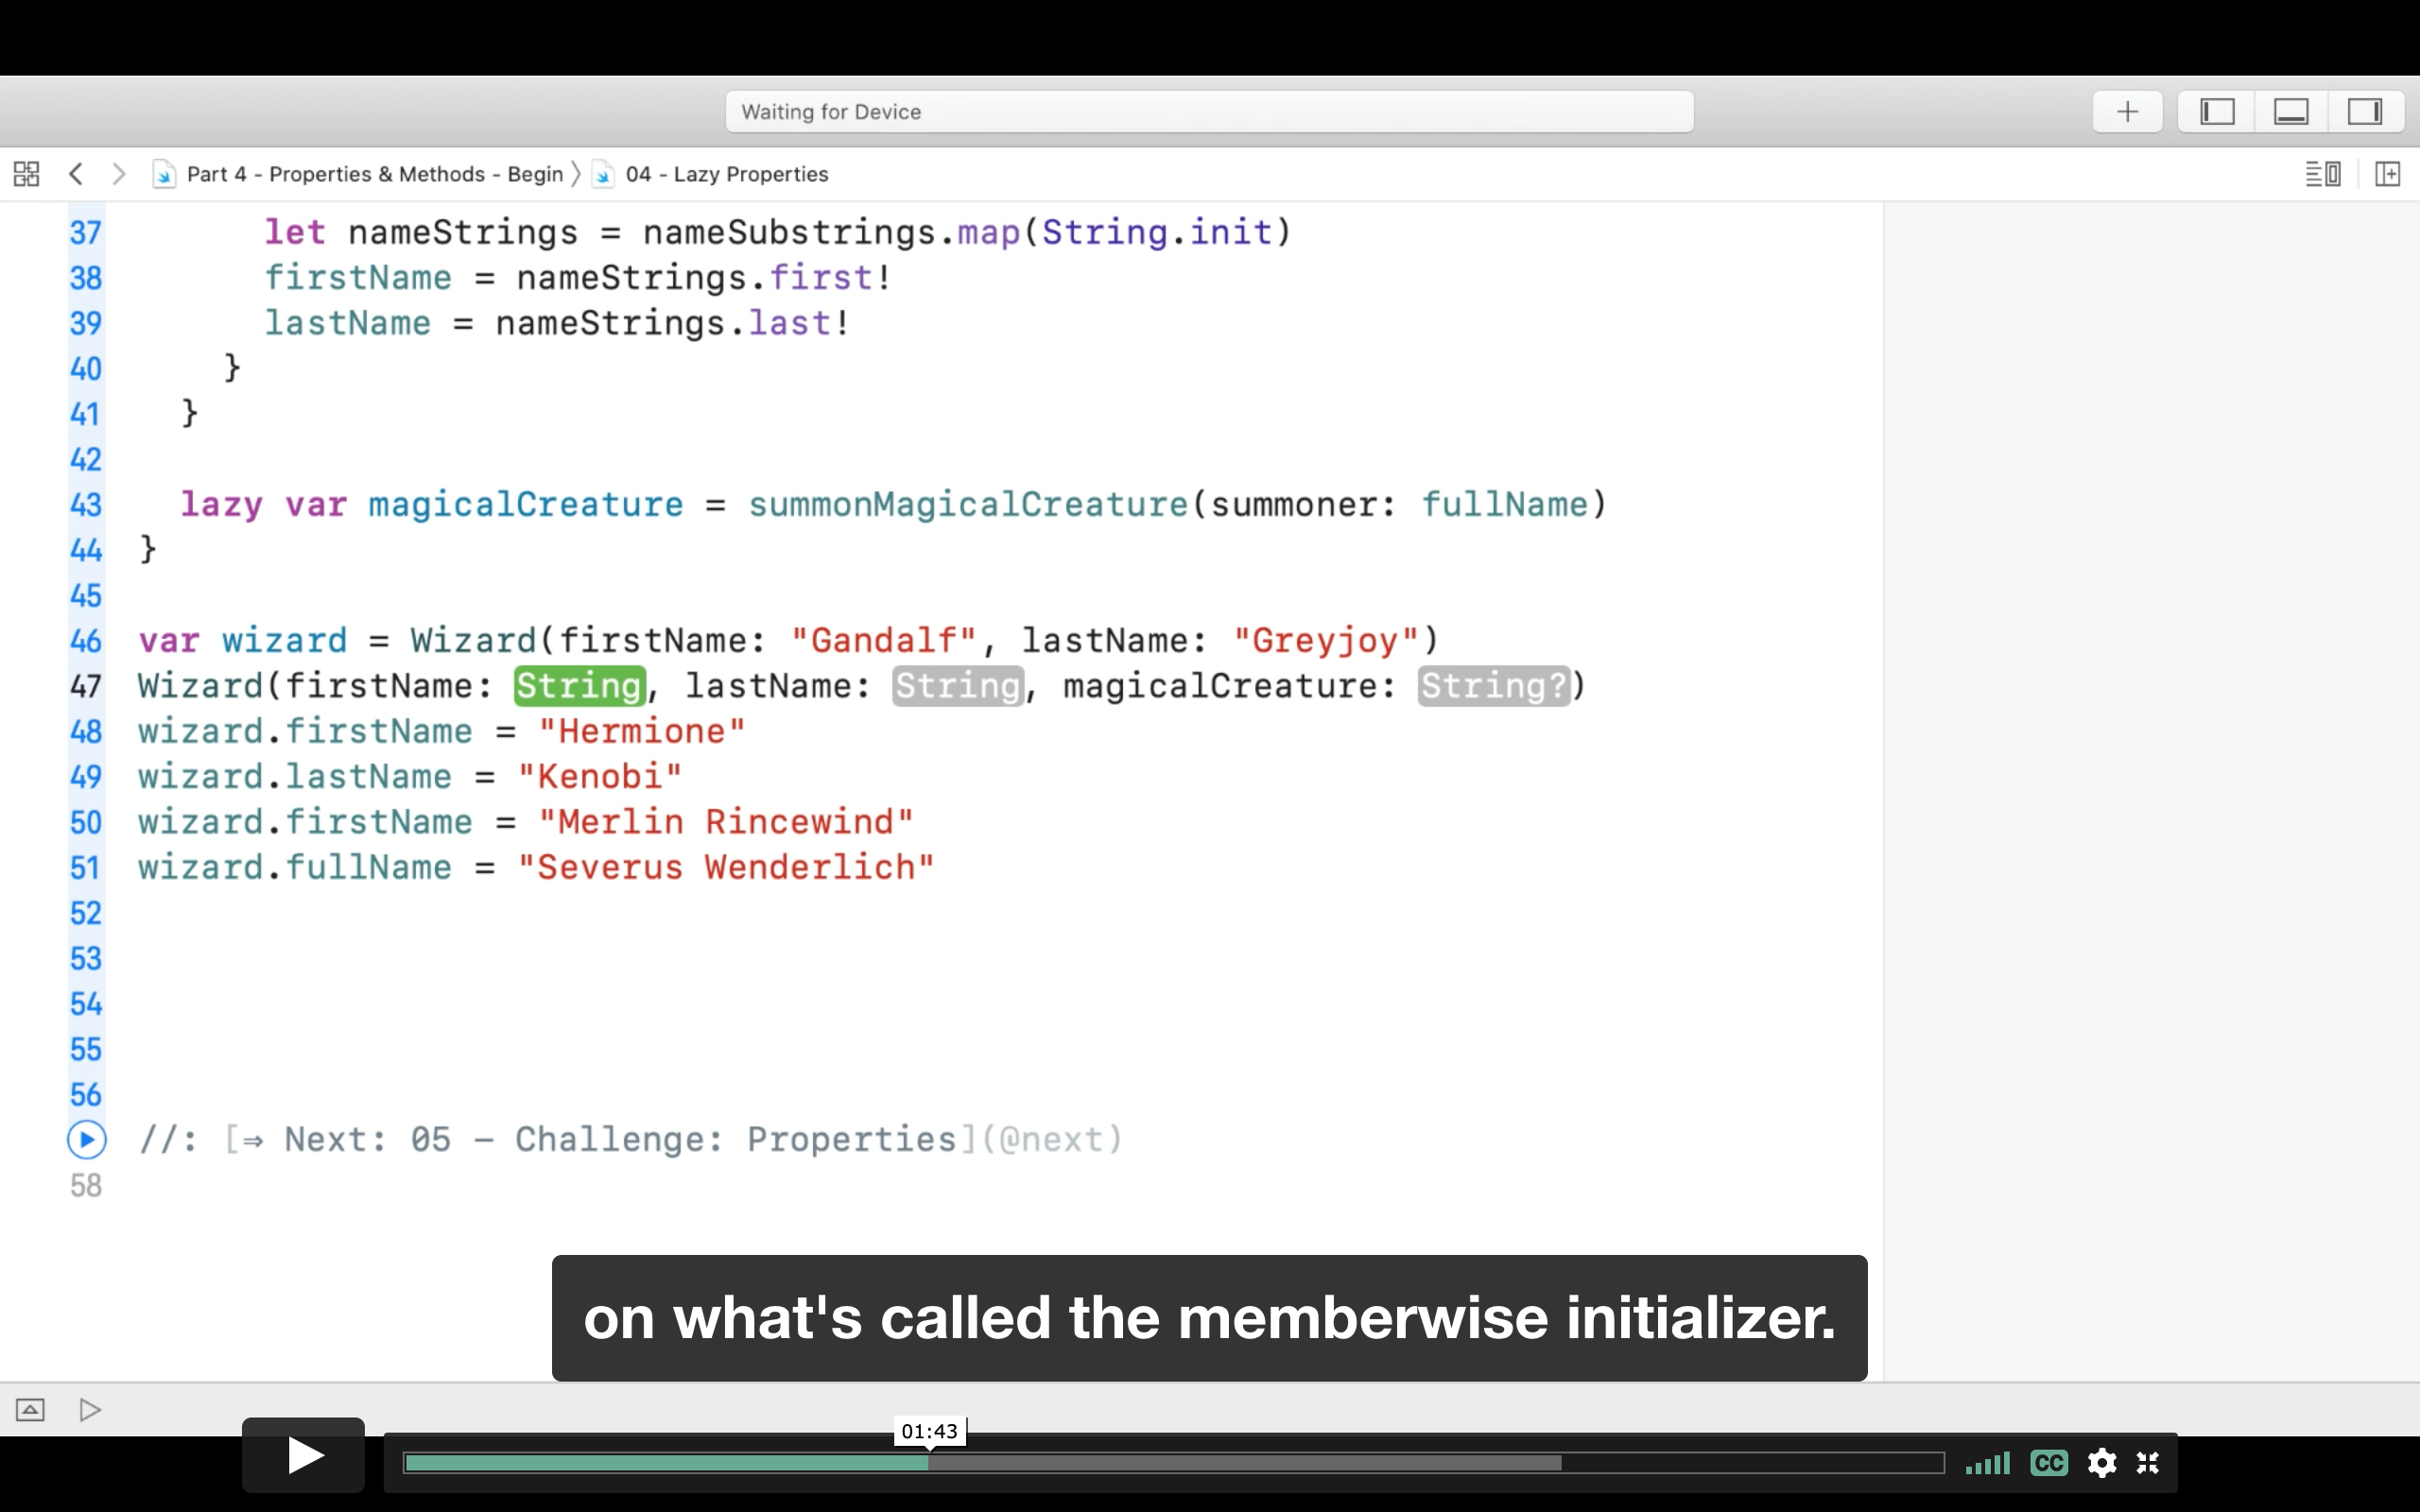 Waiting for Device
Part 4 - Properties & Methods - Begin 〉 04 - Lazy Properties
37 let nameStrings = nameSubstrings.map(String.init)
38 firstName = nameStrings.first!
39 lastName = nameStrings.last!
40 }
41 }
42
43 lazy var magicalCreature = summonMagicalCreature(summoner: fullName)
44 }
45
46 var wizard = Wizard(firstName: "Gandalf", lastName: "Greyjoy")
47 Wizard(firstName: String, lastName: String, magicalCreature: String?)
48 wizard.firstName = "Hermione"
49 wizard.lastName = "Kenobi"
50 wizard.firstName = "Merlin Rincewind"
51 wizard.fullName = "Severus Wenderlich"
52
53
54
55
56
//: [⇒ Next: 05 – Challenge: Properties](@next)
58
on what's called the memberwise initializer.
01:43
CC